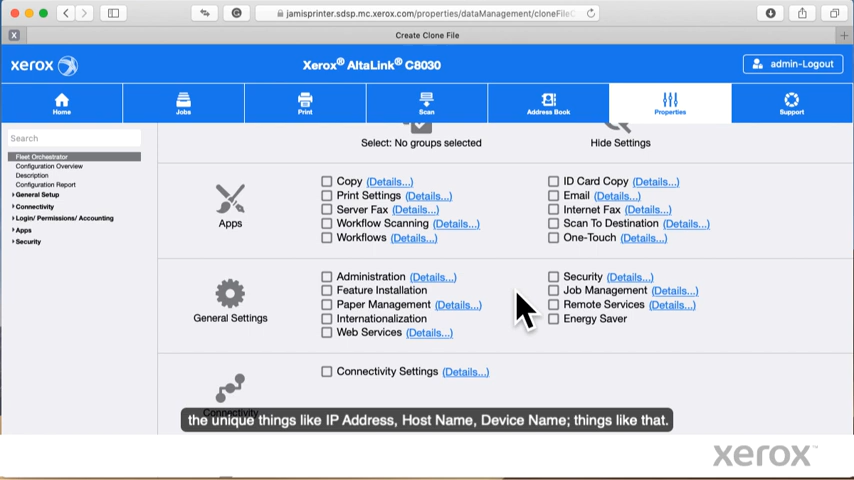 jamisprinter.sdsp.mc.xerox.com/properties/dataManagement/cloneFile
X
Create Clone File
xerox
Xerox® AltaLink® C8030
admin-Logout
Home
Jobs
Print
Scan
Address Book
Properties
Support
Search
Fleet Orchestrator
Configuration Overview
Description
Configuration Report
General Setup
Connectivity
Login/ Permissions/ Accounting
Apps
Security
Select: No groups selected
Hide Settings
Apps
Copy (Details...)
Print Settings (Details...)
Server Fax (Details...)
Workflow Scanning (Details...)
Workflows (Details...)
ID Card Copy (Details...)
Email (Details...)
Internet Fax (Details...)
Scan To Destination (Details...)
One-Touch (Details...)
General Settings
Administration (Details...)
Feature Installation
Paper Management (Details...)
Internationalization
Web Services (Details...)
Security (Details...)
Job Management (Details...)
Remote Services (Details...)
Energy Saver
Connectivity
Connectivity Settings (Details...)
the unique things like IP Address, Host Name, Device Name; things like that.
xerox™